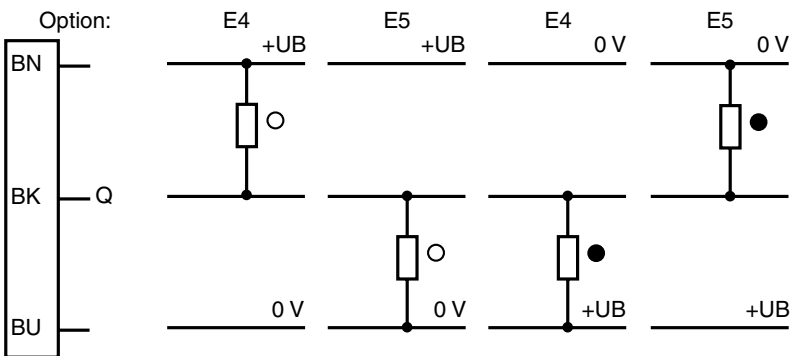 Option: E4 E5 E4 E5
+UB +UB 0 V 0 V
BN
BK Q
0 V 0 V +UB +UB
BU